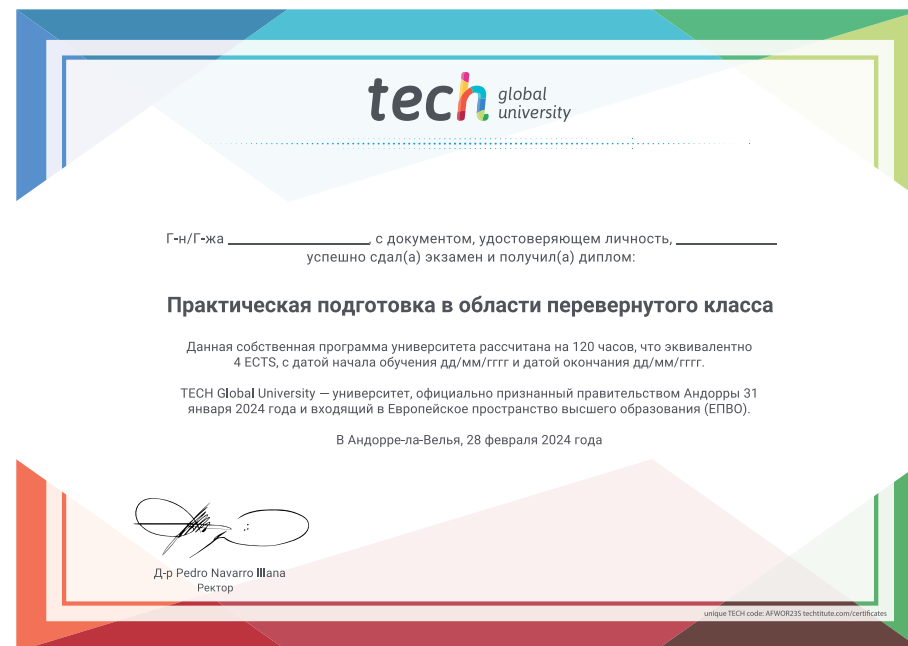 tech global
university
Г-н/Г-жа ____________________, с документом, удостоверяющем личность, ______________
успешно сдал(а) экзамен и получил(а) диплом:
Практическая подготовка в области перевернутого класса
Данная собственная программа университета рассчитана на 120 часов, что эквивалентно
4 ECTS, с датой начала обучения дд/мм/гггг и датой окончания дд/мм/гггг.
TECH Global University — университет, официально признанный правительством Андорры 31
января 2024 года и входящий в Европейское пространство высшего образования (ЕПВО).
В Андорре-ла-Велья, 28 февраля 2024 года
Д-р Pedro Navarro Illana
Ректор
unique TECH code: AFWOR23S techtitute.com/certificates